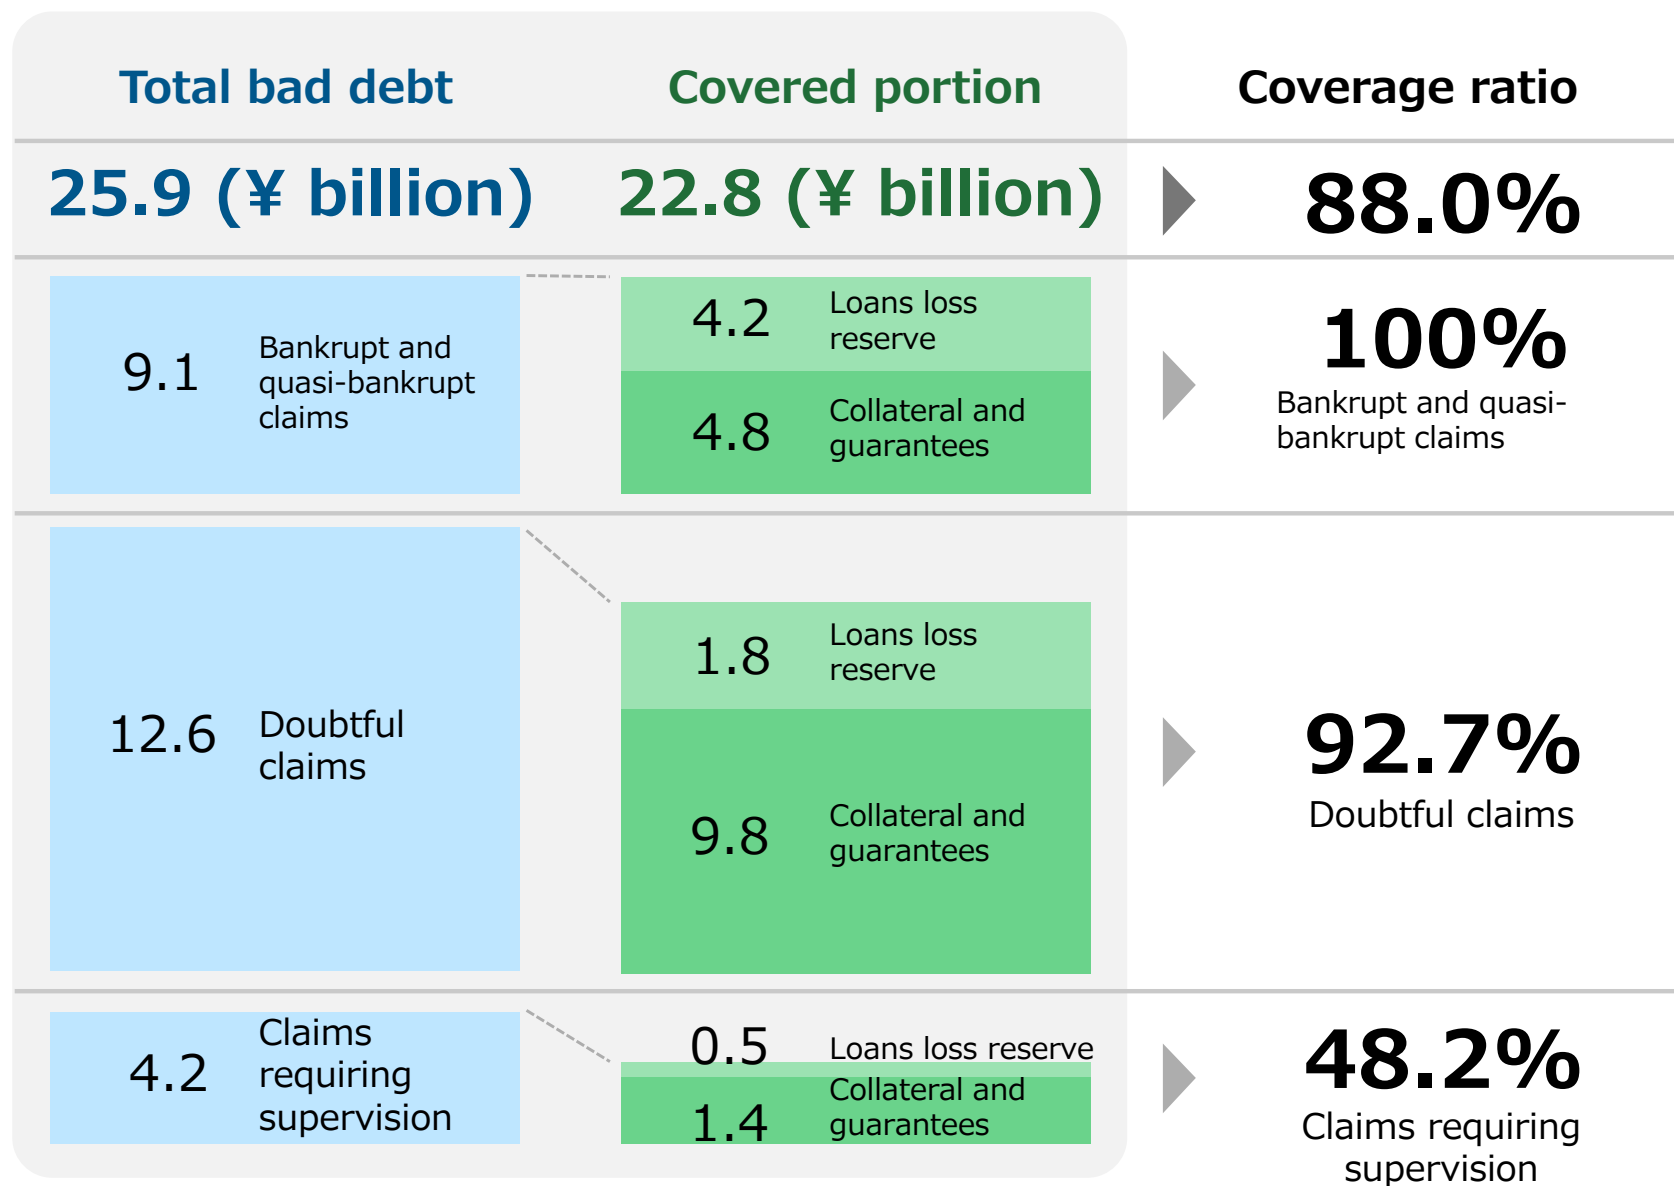 Total bad debt
Covered portion
Coverage ratio
25.9 (¥ billion)
22.8 (¥ billion)
88.0%
9.1
Bankrupt and
quasi-bankrupt
claims
4.2
Loans loss
reserve
4.8
Collateral and
guarantees
100%
Bankrupt and quasi-
bankrupt claims
12.6
Doubtful
claims
1.8
Loans loss
reserve
9.8
Collateral and
guarantees
92.7%
Doubtful claims
4.2
Claims
requiring
supervision
0.5
Loans loss reserve
1.4
Collateral and
guarantees
48.2%
Claims requiring
supervision